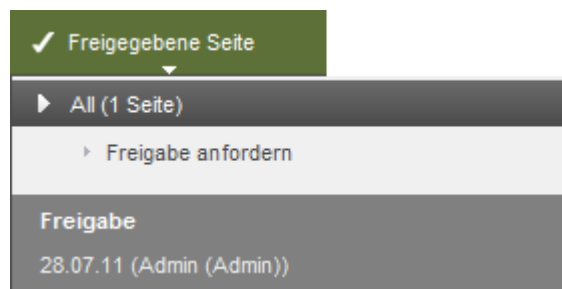 Freigegebene Seite
All (1 Seite)
Freigabe anfordern
Freigabe
28.07.11 (Admin (Admin))